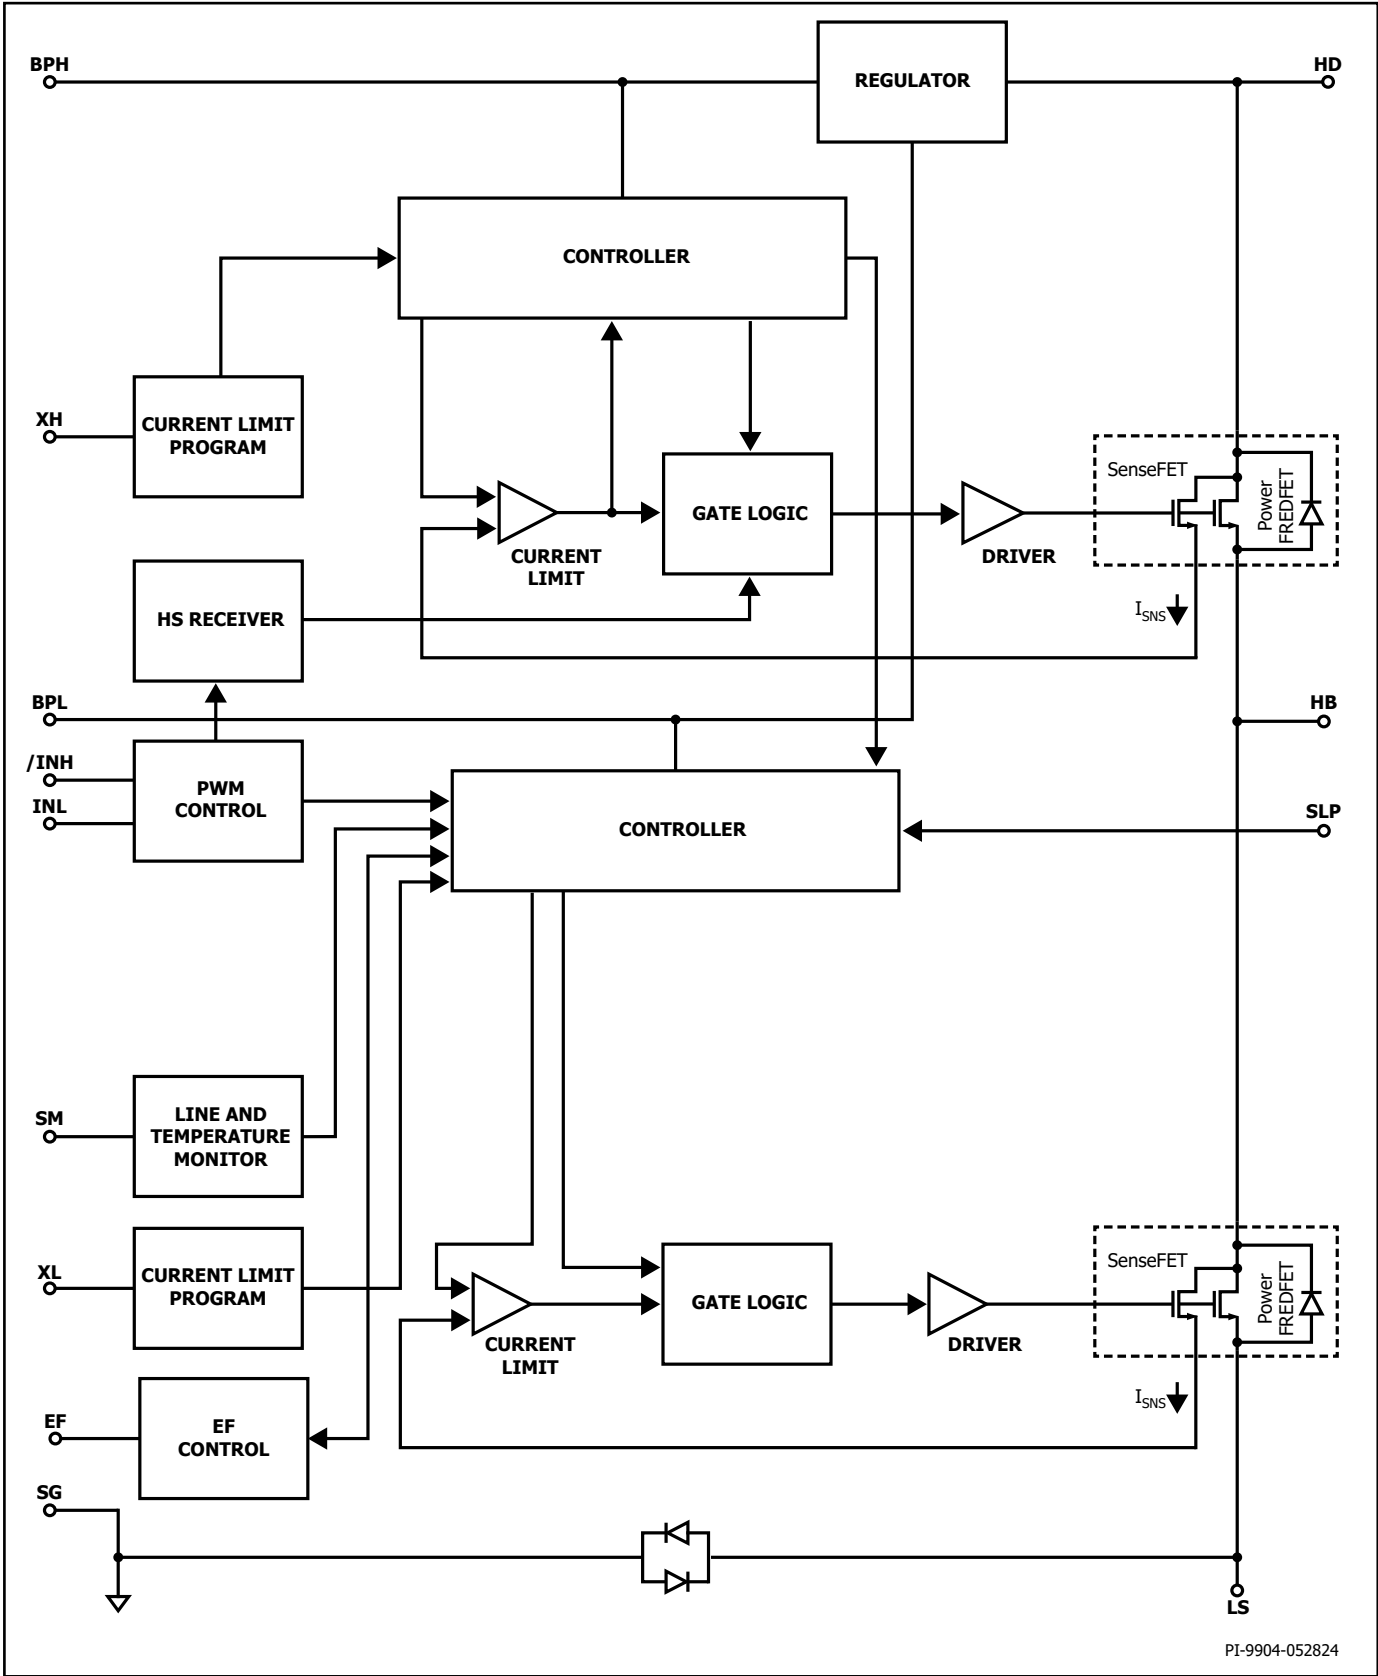 BPH
REGULATOR
HD
CONTROLLER
XH
CURRENT LIMIT
PROGRAM
SenseFET
Power
FREDFET
GATE LOGIC
CURRENT
LIMIT
DRIVER
HS RECEIVER
ISNS
BPL
HB
/INH
INL
PWM
CONTROL
CONTROLLER
SLP
SM
LINE AND
TEMPERATURE
MONITOR
XL
CURRENT LIMIT
PROGRAM
SenseFET
Power
FREDFET
GATE LOGIC
CURRENT
LIMIT
DRIVER
ISNS
EF
EF
CONTROL
SG
LS
PI-9904-052824